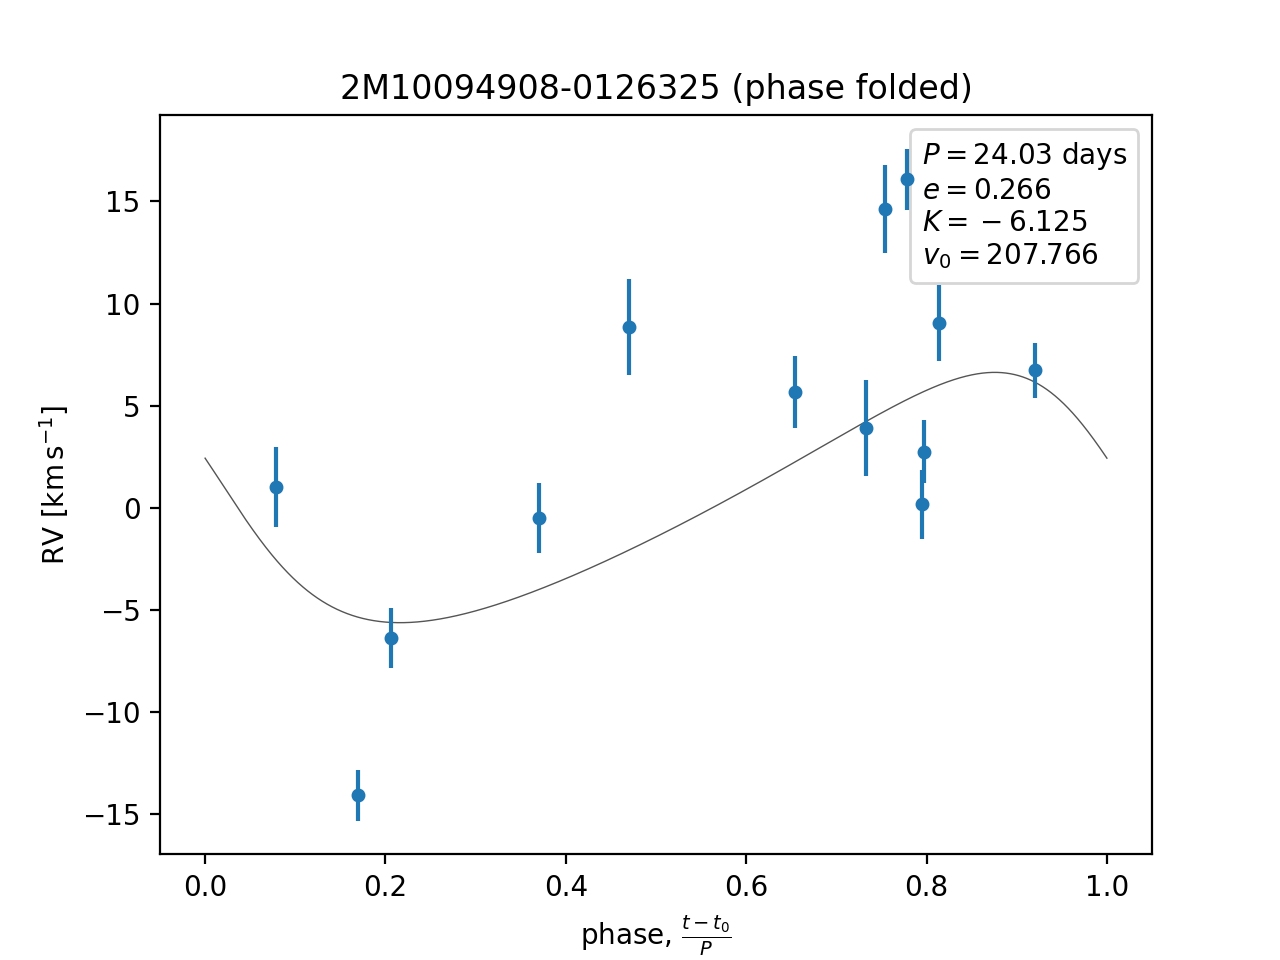 2M10094908-0126325 (phase folded)
P = 24.03 days
e = 0.266
K = −6.125
v₀ = 207.766
RV [km s⁻¹]
15
10
5
0
−5
−10
−15
0.0 0.2 0.4 0.6 0.8 1.0
phase, (t − t₀)/P